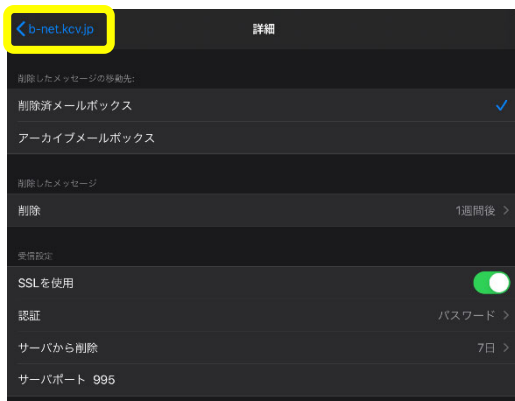 b-net.kcv.jp 詳細
削除したメッセージの移動先:
削除済メールボックス
アーカイブメールボックス
削除したメッセージ
削除 1週間後
受信設定
SSLを使用
認証 パスワード
サーバから削除 7日
サーバポート 995